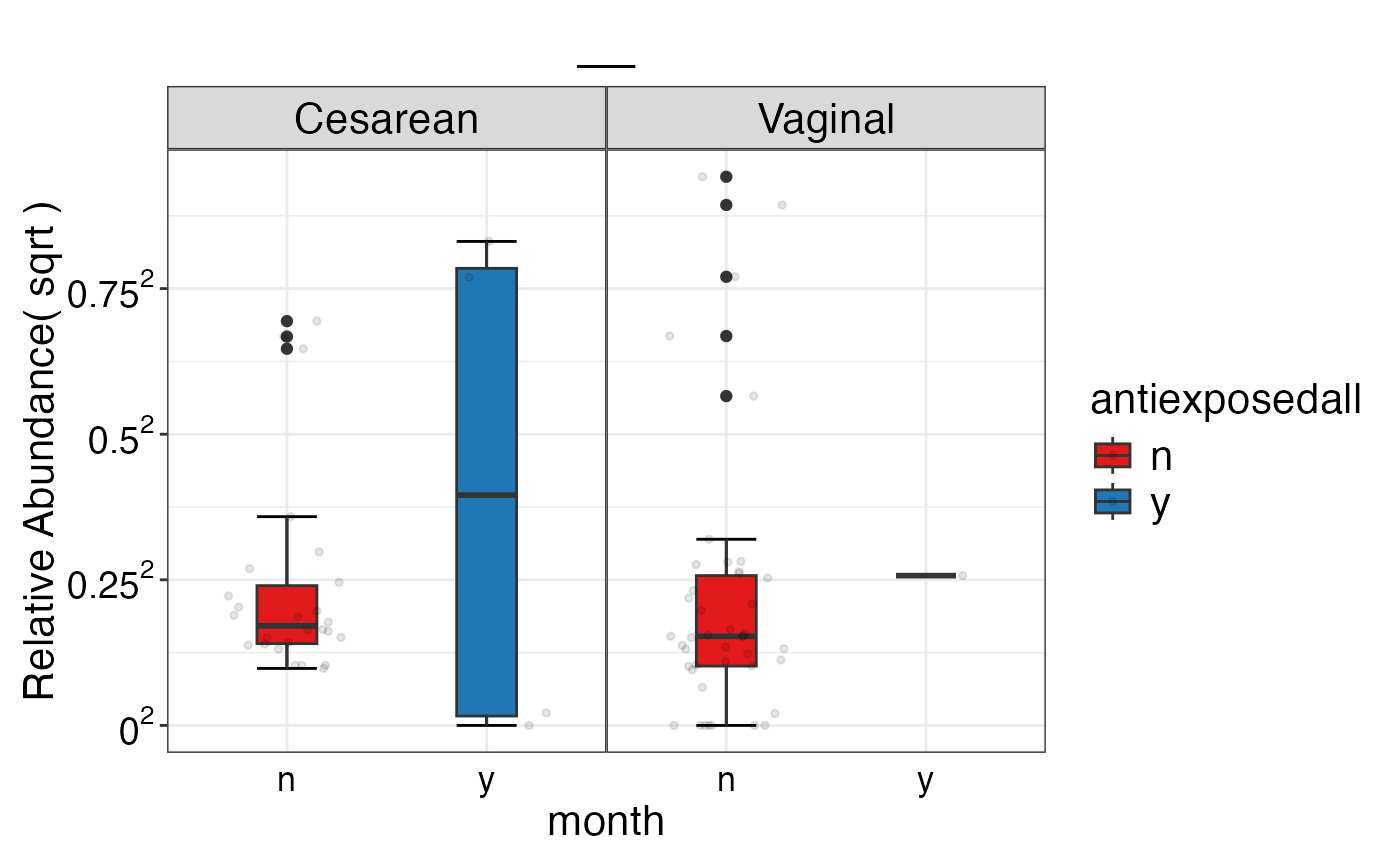 Cesarean Vaginal
Relative Abundance( sqrt )
0.75²
0.5²
0.25²
0²
n y n y
month
antiexposedall
n
y